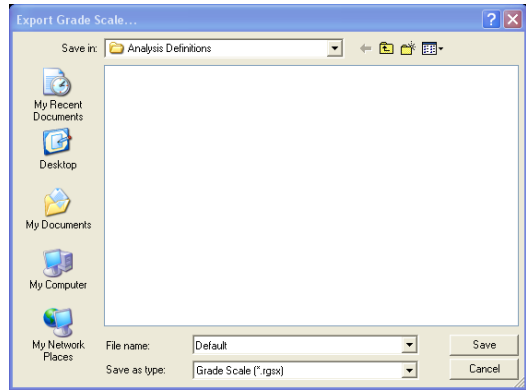 Export Grade Scale...
Save in:
Analysis Definitions
My Recent
Documents
Desktop
My Documents
My Computer
My Network
Places
File name:
Default
Save
Save as type:
Grade Scale (*.rgsx)
Cancel